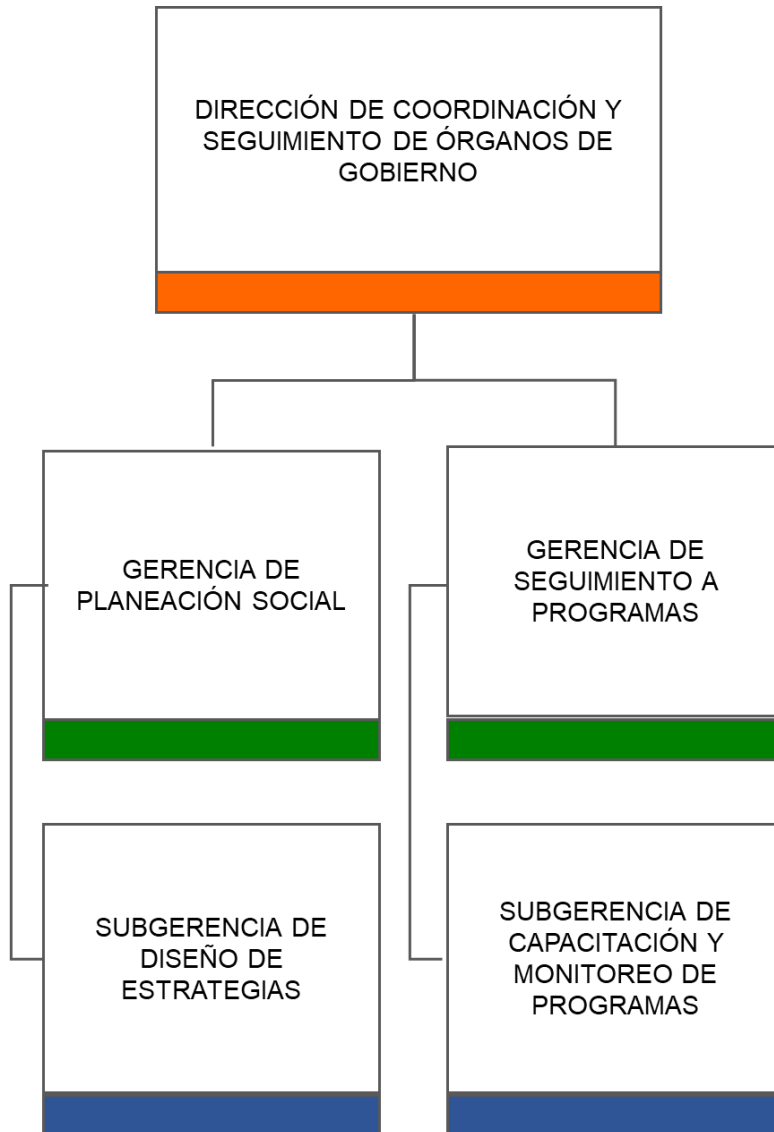 DIRECCIÓN DE COORDINACIÓN Y
SEGUIMIENTO DE ÓRGANOS DE
GOBIERNO
GERENCIA DE
PLANEACIÓN SOCIAL
GERENCIA DE
SEGUIMIENTO A
PROGRAMAS
SUBGERENCIA DE
DISEÑO DE
ESTRATEGIAS
SUBGERENCIA DE
CAPACITACIÓN Y
MONITOREO DE
PROGRAMAS